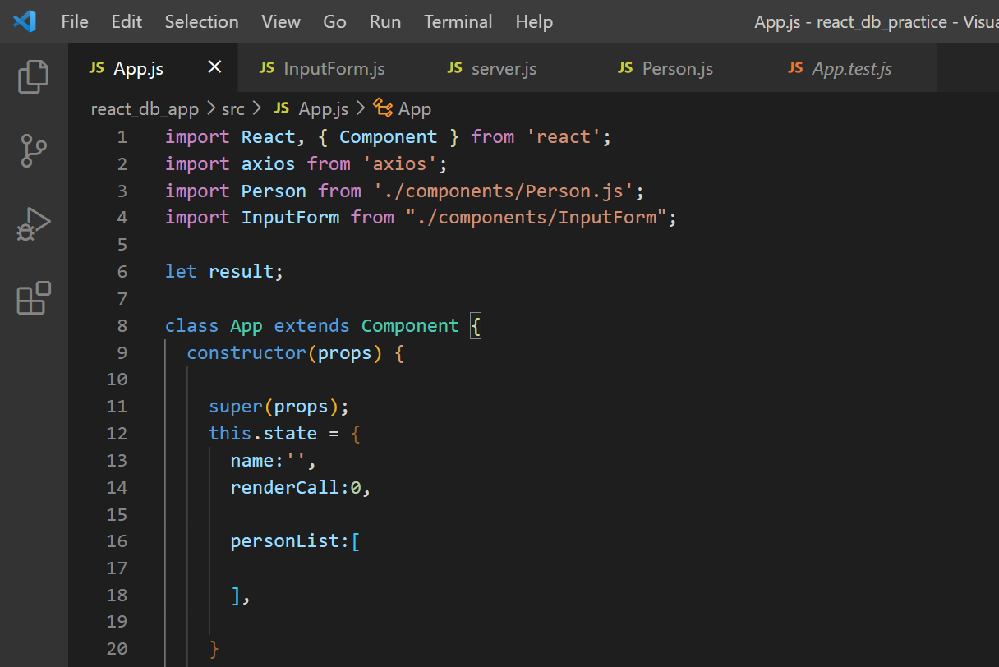 File Edit Selection View Go Run Terminal Help App.js - react_db_practice - Visua
JS App.js JS InputForm.js JS server.js JS Person.js JS App.test.js
react_db_app > src > JS App.js > App
1 import React, { Component } from 'react';
2 import axios from 'axios';
3 import Person from './components/Person.js';
4 import InputForm from "./components/InputForm";
5
6 let result;
7
8 class App extends Component {
9 constructor(props) {
10
11 super(props);
12 this.state = {
13 name:'',
14 renderCall:0,
15
16 personList:[
17
18 ],
19
20 }